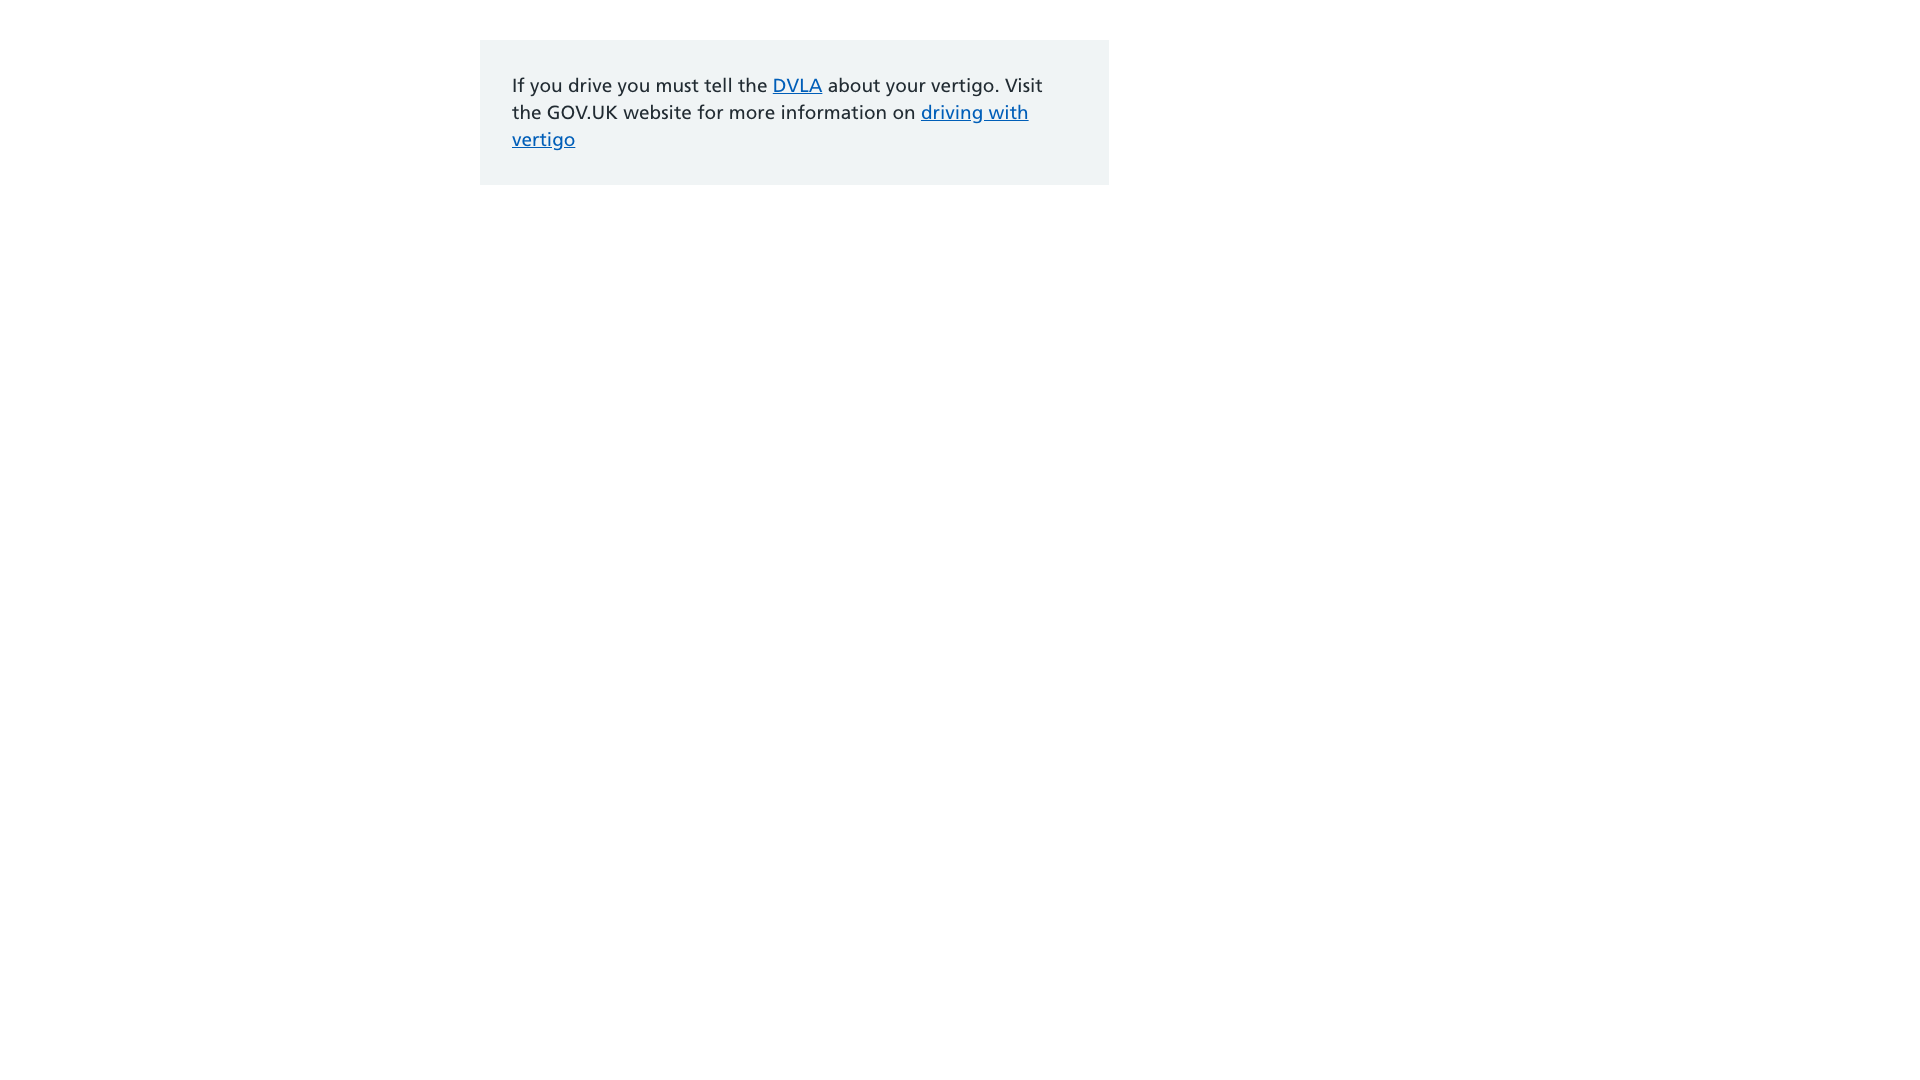 If you drive you must tell the DVLA about your vertigo. Visit
the GOV.UK website for more information on driving with
vertigo